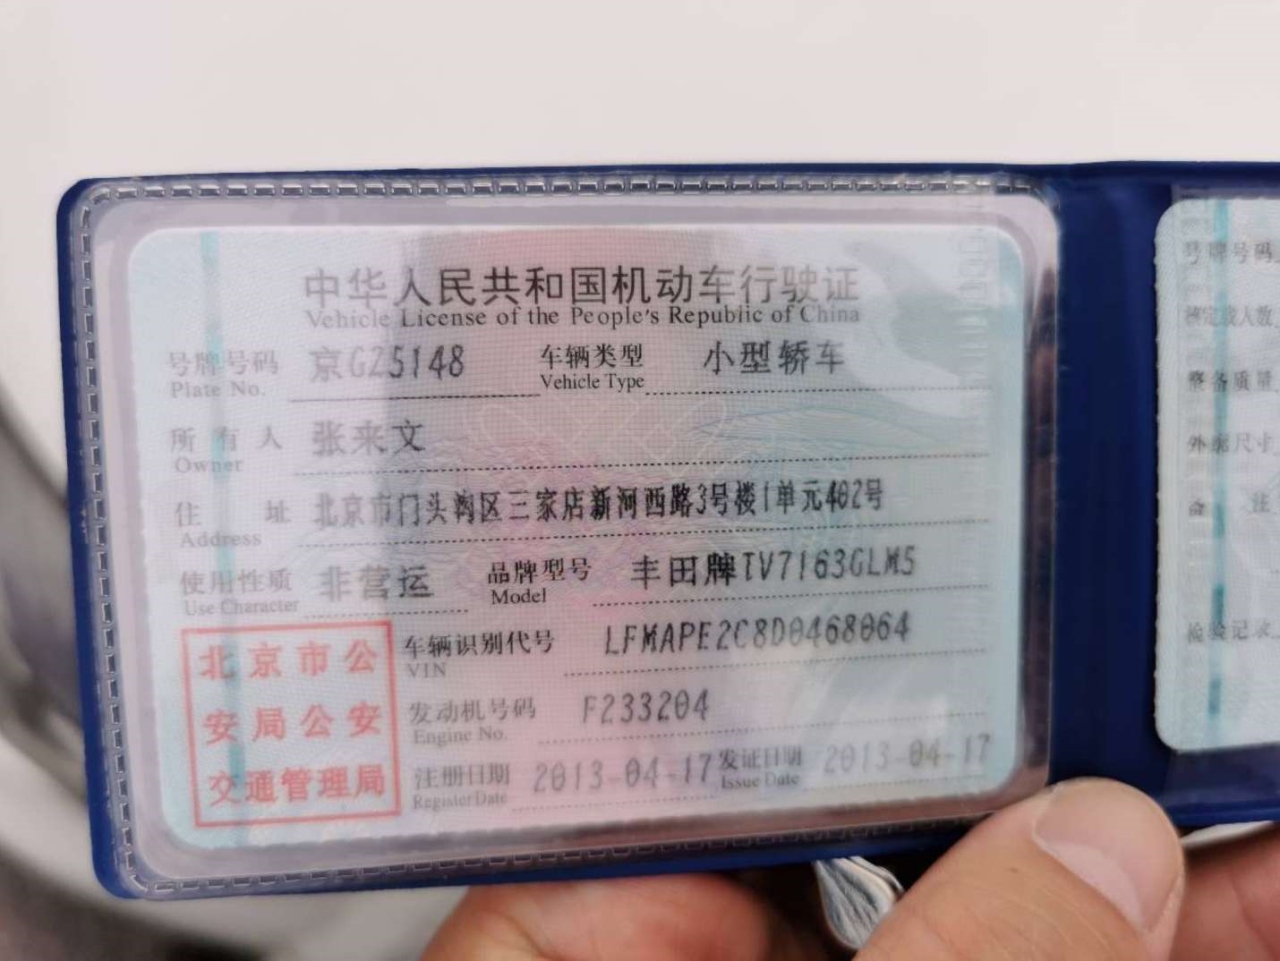 中华人民共和国机动车行驶证
Vehicle License of the People's Republic of China
号牌号码 京GZ5148 车辆类型 小型轿车
Plate No. Vehicle Type
所有人 张来文
Owner
住址 北京市门头沟区三家店新河西路3号楼1单元402号
Address
使用性质 非营运 品牌型号 丰田牌TV7163GLM5
Use Character Model
车辆识别代号 LFMAPE2C8D0468064
VIN
发动机号码 F233204
Engine No.
注册日期 2013-04-17 发证日期 2013-04-17
Register Date Issue Date
北京市公
安局公安
交通管理局
号牌号码
核定载人数
整备质量
外廓尺寸
备注
检验记录